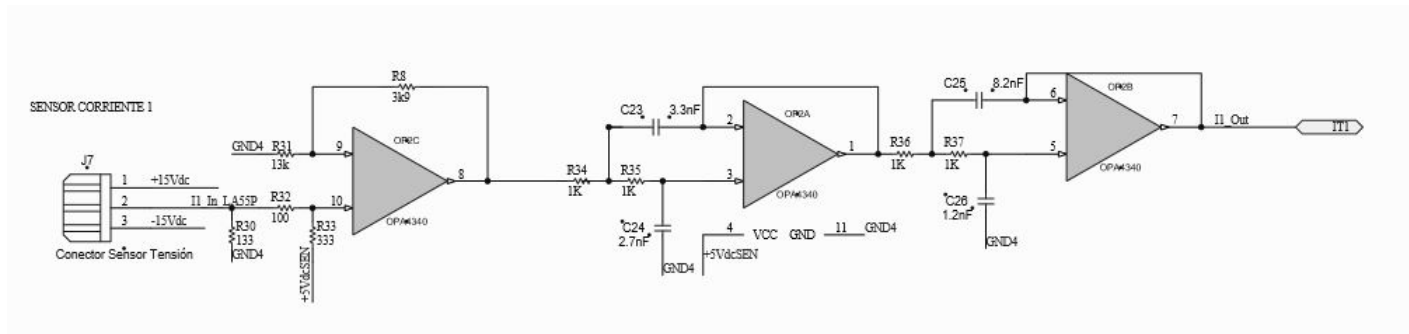 SENSOR CORRIENTE 1
J7
1
+15Vdc
2
I1_In_LA55P
3
-15Vdc
Conector Sensor Tensión
R30
133
GND4
GND4
R31
13k
R32
100
R33
333
+5VdcSEN
R8
3k9
9
10
8
OP2C
OPA4340
R34
1K
R35
1K
C23
3.3nF
C24
2.7nF
GND4
2
3
1
OP2A
OPA4340
4
VCC
GND
11
GND4
+5VdcSEN
R36
1K
R37
1K
C25
8.2nF
C26
1.2nF
GND4
6
5
7
OP2B
OPA4340
I1_Out
IT1